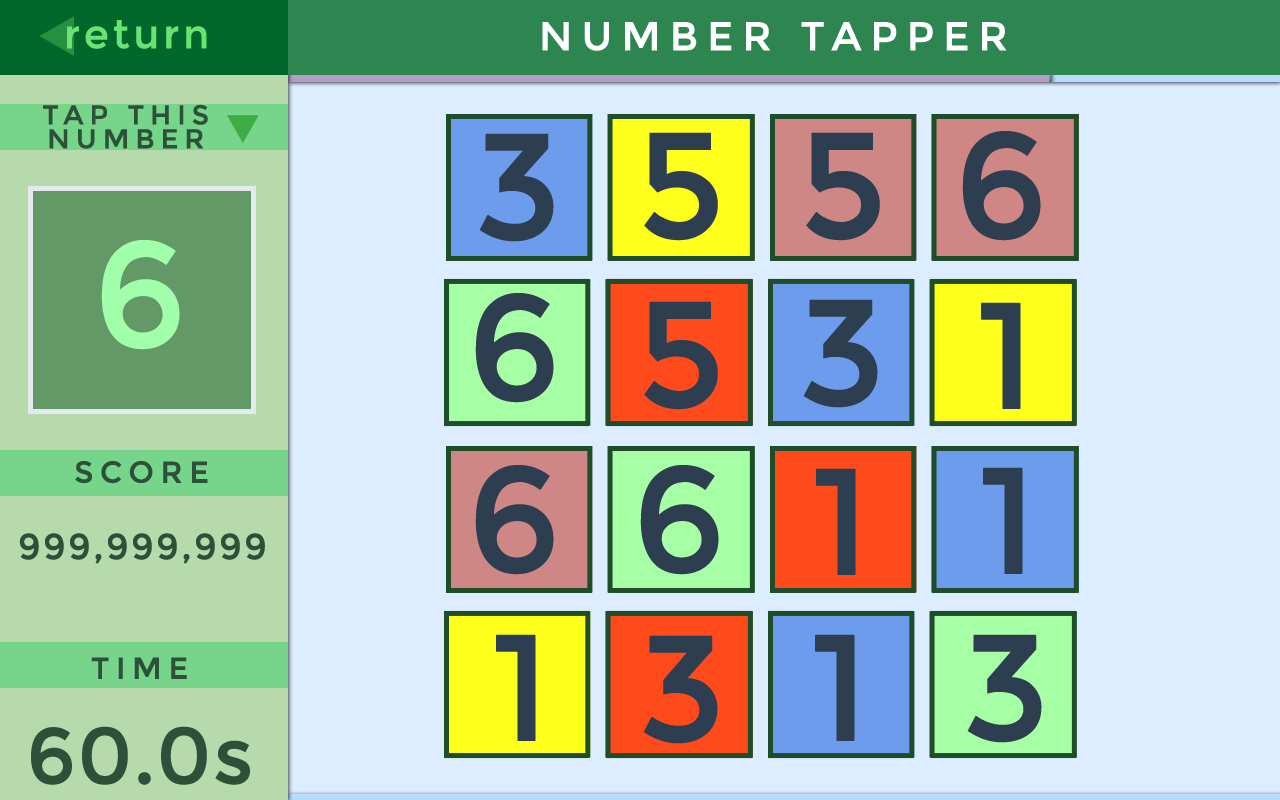 return
NUMBER TAPPER
TAP THIS
NUMBER
6
SCORE
999,999,999
TIME
60.0s
3 5 5 6
6 5 3 1
6 6 1 1
1 3 1 3